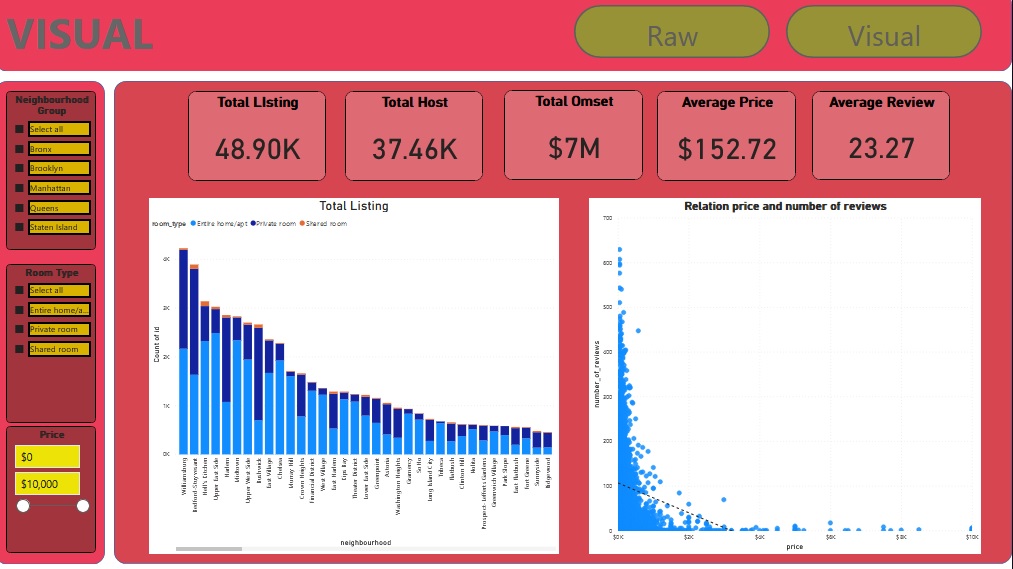 VISUAL
Raw
Visual
Neighbourhood
Group
Select all
Bronx
Brooklyn
Manhattan
Queens
Staten Island
Room Type
Select all
Entire home/a...
Private room
Shared room
Price
$0
$10,000
Total LIsting
48.90K
Total Host
37.46K
Total Omset
$7M
Average Price
$152.72
Average Review
23.27
Total Listing
room_type
Entire home/apt
Private room
Shared room
Count of id
4K
3K
2K
1K
0K
Williamsburg
Bedford-Stuyvesant
Hell's Kitchen
Upper East Side
Harlem
Midtown
Upper West Side
Bushwick
East Village
Chelsea
Murray Hill
Crown Heights
Financial District
West Village
East Harlem
Kips Bay
Theater District
Lower East Side
Greenpoint
Astoria
Washington Heights
Gramercy
SoHo
Long Island City
Tribeca
Flatbush
Clinton Hill
Nolita
Prospect-Lefferts Gardens
Greenwich Village
Park Slope
East Flatbush
Fort Greene
Sunnyside
Ridgewood
neighbourhood
Relation price and number of reviews
number_of_reviews
700
600
500
400
300
200
100
0
$0K
$2K
$4K
$6K
$8K
$10K
price